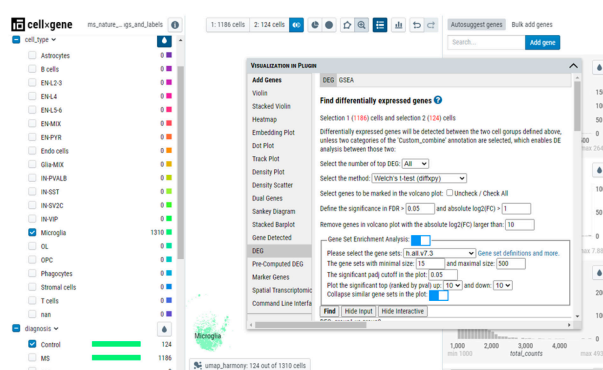 cellxgene
ms_nature_...gs_and_labels
1: 1186 cells
2: 124 cells
Autosuggest genes
Bulk add genes
Search...
Add gene
cell_type
Astrocytes
B cells
EN-L2-3
EN-L4
EN-L5-6
EN-MIX
EN-PYR
Endo cells
Glia-MIX
IN-PVALB
IN-SST
IN-SV2C
IN-VIP
Microglia 1310
OL
OPC
Phagocytes
Stromal cells
T cells
nan
diagnosis
Control 124
MS 1186
Microglia
umap_harmony: 124 out of 1310 cells
Visualization in Plugin
Add Genes
Violin
Stacked Violin
Heatmap
Embedding Plot
Dot Plot
Track Plot
Density Plot
Density Scatter
Dual Genes
Sankey Diagram
Stacked Barplot
Gene Detected
DEG
Pre-Computed DEG
Marker Genes
Spatial Transcriptomic
Command Line Interfa
DEG GSEA
Find differentially expressed genes ?
Selection 1 (1186) cells and selection 2 (124) cells
Differentially expressed genes will be detected between the two cell gorups defined above,
unless two categories of the 'Custom_combine' annotation are selected, which enables DE
analysis between those two:
Select the number of top DEG: All
Select the method: Welch's t-test (diffxpy)
Select genes to be marked in the volcano plot: Uncheck / Check All
Define the significance in FDR > 0.05 and absolute log2(FC) > 1
Remove genes in volcano plot with the absolute log2(FC) larger than: 10
Gene Set Enrichment Analysis:
Please select the gene sets: h.all.v7.3 Gene set definitions and more.
The gene sets with minimal size: 15 and maximal size: 500
The significant padj cutoff in the plot: 0.05
Plot the significant top (ranked by pval) up: 10 and down: 10
Collapse similar gene sets in the plot:
Find
Hide Input
Hide Interactive
1,000 2,000 3,000 4,000
min 1000 total_counts max 493